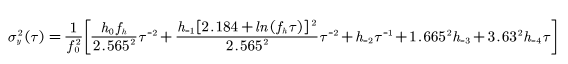 σ_y^2(τ) = \frac{1}{f_0^2} [ \frac{h_0 f_h}{2.565^2} τ^{-2} + \frac{h_{-1}[2.184 + ln(f_h τ)]^2}{2.565^2} τ^{-2} + h_{-2} τ^{-1} + 1.665^2 h_{-3} + 3.63^2 h_{-4} τ ]